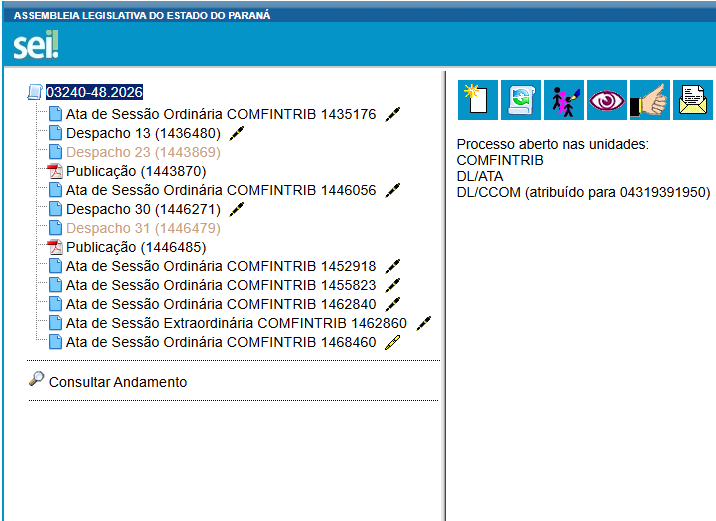 ASSEMBLEIA LEGISLATIVA DO ESTADO DO PARANÁ
sei!
03240-48.2026
Ata de Sessão Ordinária COMFINTRIB 1435176
Despacho 13 (1436480)
Despacho 23 (1443869)
Publicação (1443870)
Ata de Sessão Ordinária COMFINTRIB 1446056
Despacho 30 (1446271)
Despacho 31 (1446479)
Publicação (1446485)
Ata de Sessão Ordinária COMFINTRIB 1452918
Ata de Sessão Ordinária COMFINTRIB 1455823
Ata de Sessão Ordinária COMFINTRIB 1462840
Ata de Sessão Extraordinária COMFINTRIB 1462860
Ata de Sessão Ordinária COMFINTRIB 1468460
Consultar Andamento
Processo aberto nas unidades:
COMFINTRIB
DL/ATA
DL/CCOM (atribuído para 04319391950)